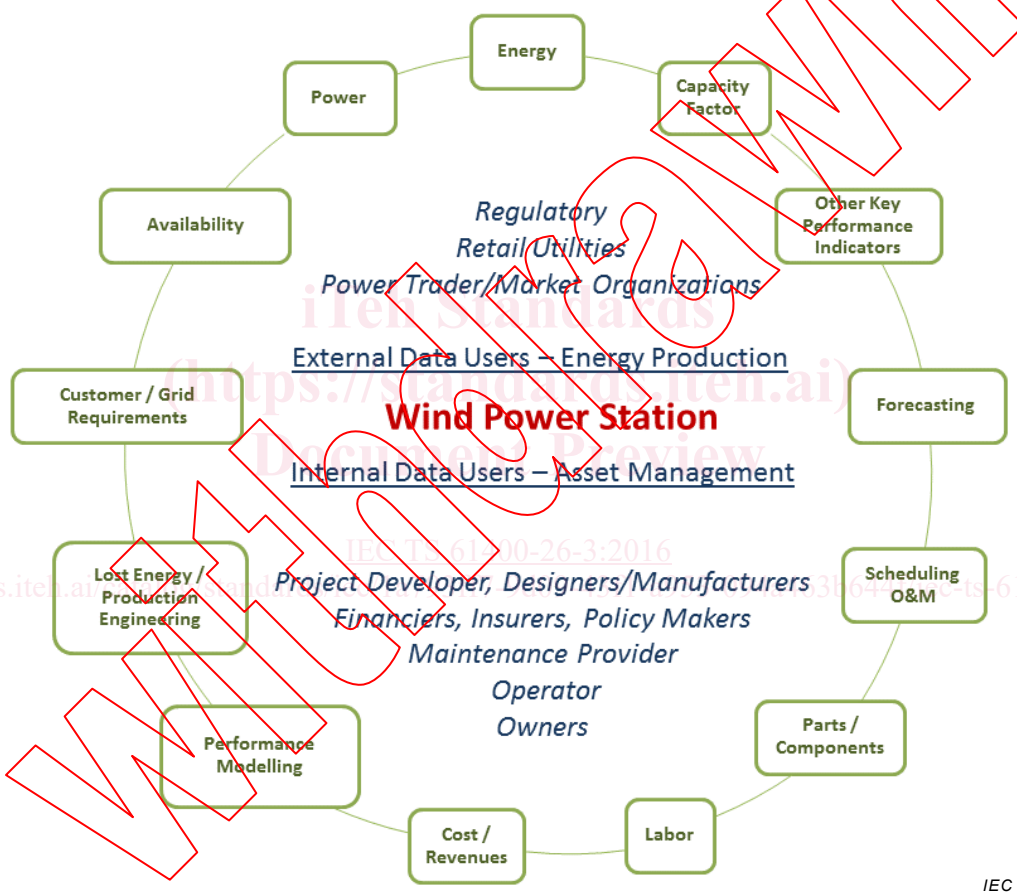 Energy
Power
Capacity
Factor
Availability
Other Key
Performance
Indicators
Regulatory
Retail Utilities
Power Trader/Market Organizations
iTeh Standards
External Data Users – Energy Production
(https://standards.iteh.ai)
Customer / Grid
Requirements
Forecasting
Wind Power Station
Document Preview
Internal Data Users – Asset Management
IEC TS 61400-26-3:2016
Lost Energy /
Production
Engineering
Scheduling
O&M
Project Developer, Designers/Manufacturers
Financiers, Insurers, Policy Makers
Maintenance Provider
Operator
Owners
Performance
Modelling
Parts /
Components
Cost /
Revenues
Labor
IEC